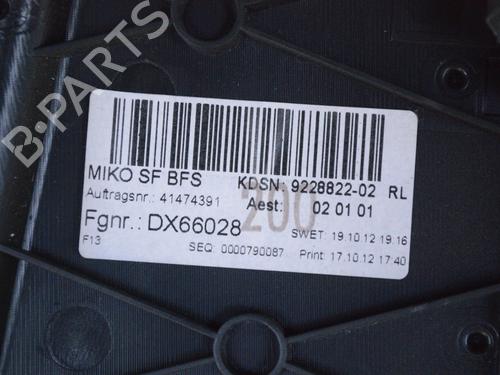 B-PARTS
MIKO SF BFS KDSN: 9228822-02 RL
Auftragsnr.: 41474391 Aest: 02 01 01
200
Fgnr.: DX66028 SWET: 19.10.12 19:16
F13 SEQ: 0000790087 Print: 17.10.12 17:40